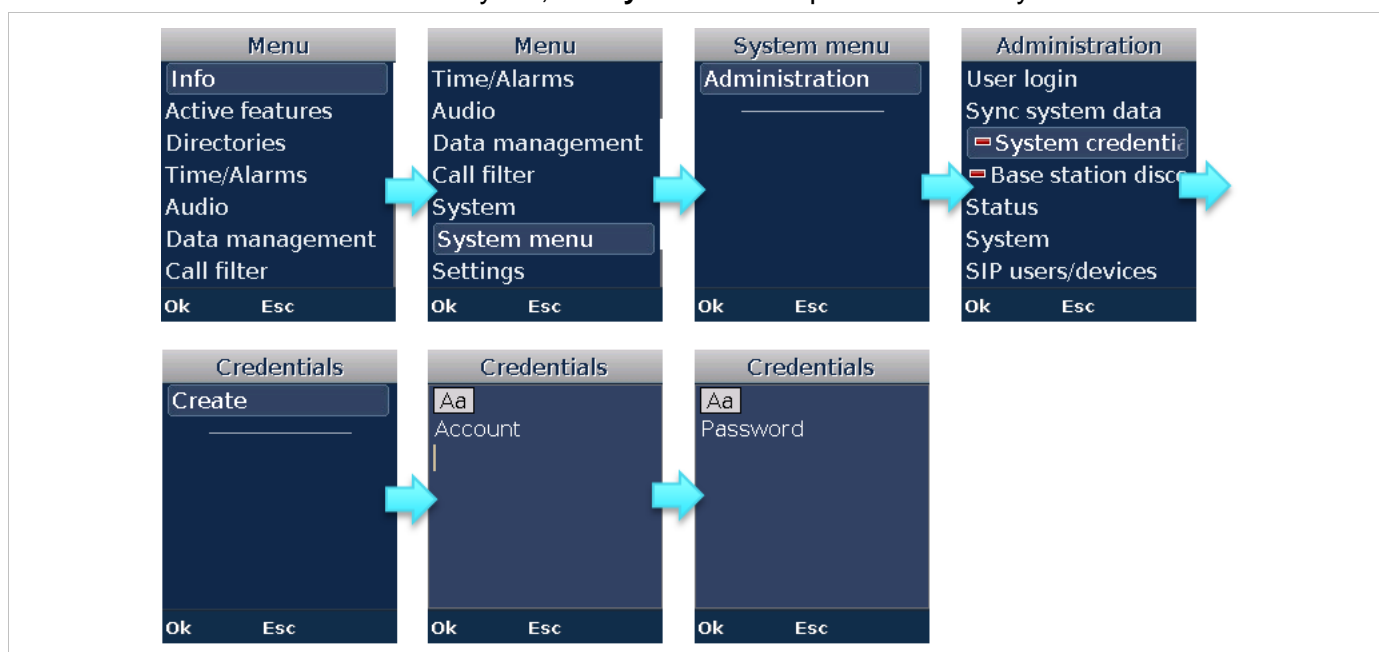 Menu
Info
Active features
Directories
Time/Alarms
Audio
Data management
Call filter
Ok Esc
Menu
Time/Alarms
Audio
Data management
Call filter
System
System menu
Settings
Ok Esc
System menu
Administration
Ok Esc
Administration
User login
Sync system data
System credentia
Base station disco
Status
System
SIP users/devices
Ok Esc
Credentials
Create
Ok Esc
Credentials
Aa
Account
Ok Esc
Credentials
Aa
Password
Ok Esc